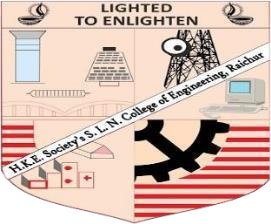 LIGHTED
TO ENLIGHTEN
H.K.E. Society's S. L. N. College of Engineering, Raichur